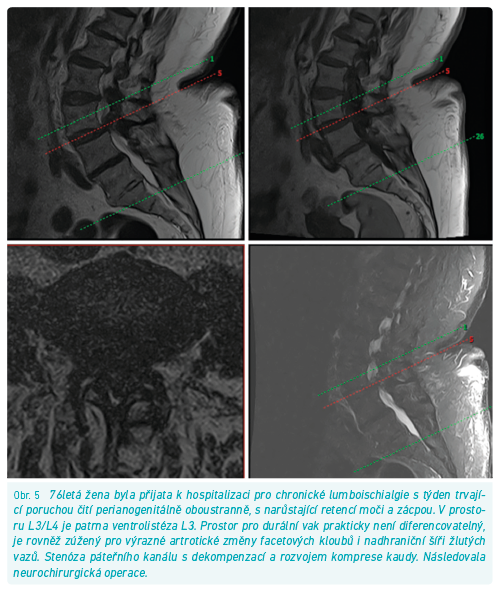 1
5
1
5
26
1
5
Obr. 5 76letá žena byla přijata k hospitalizaci pro chronické lumboischialgie s týden trvají-
cí poruchou čití perianogenitálně oboustranně, s narůstající retencí moči a zácpou. V prosto-
ru L3/L4 je patrna ventrolistéza L3. Prostor pro durální vak prakticky není diferencovatelný,
je rovněž zúžený pro výrazné artrotické změny facetových kloubů i nadhraniční šíři žlutých
vazů. Stenóza páteřního kanálu s dekompenzací a rozvojem komprese kaudy. Následovala
neurochirurgická operace.